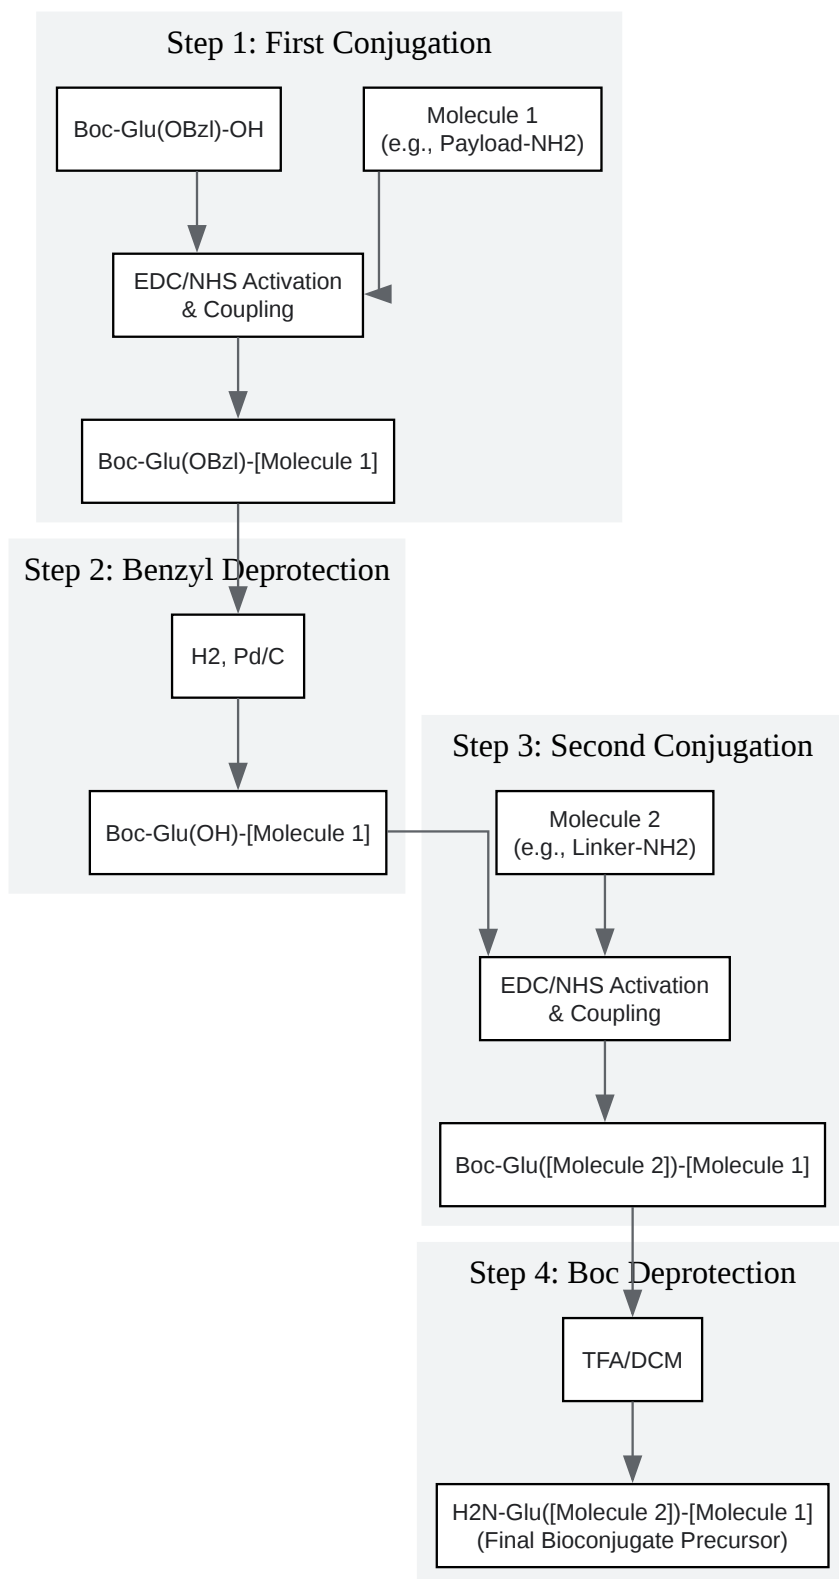 Step 1: First Conjugation
Boc-Glu(OBzl)-OH
Molecule 1
(e.g., Payload-NH2)
EDC/NHS Activation
& Coupling
Boc-Glu(OBzl)-[Molecule 1]
Step 2: Benzyl Deprotection
H2, Pd/C
Boc-Glu(OH)-[Molecule 1]
Step 3: Second Conjugation
Molecule 2
(e.g., Linker-NH2)
EDC/NHS Activation
& Coupling
Boc-Glu([Molecule 2])-[Molecule 1]
Step 4: Boc Deprotection
TFA/DCM
H2N-Glu([Molecule 2])-[Molecule 1]
(Final Bioconjugate Precursor)